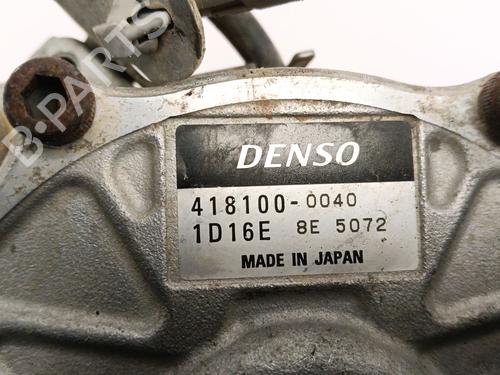 B-PARTS
DENSO
418100-0040
1D16E 8E 5072
MADE IN JAPAN